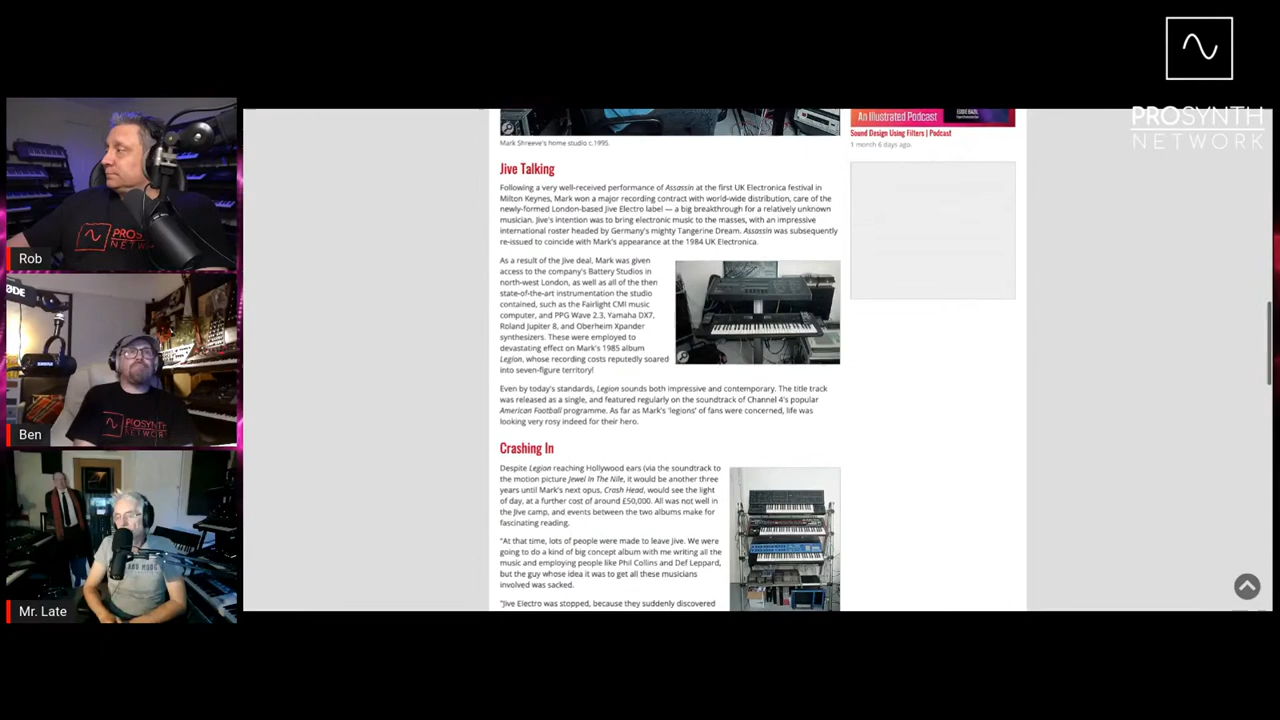 PROSYNTH
NETWORK
An Illustrated Podcast
Sound Design Using Filters | Podcast
1 month 6 days ago.
Mark Shreeve's home studio c.1995.
Jive Talking
Following a very well-received performance of Assassin at the first UK Electronica festival in
Milton Keynes, Mark won a major recording contract with world-wide distribution, care of the
newly-formed London-based Jive Electro label — a big breakthrough for a relatively unknown
musician. Jive's intention was to bring electronic music to the masses, with an impressive
international roster headed by Germany's mighty Tangerine Dream. Assassin was subsequently
re-issued to coincide with Mark's appearance at the 1984 UK Electronica.
As a result of the Jive deal, Mark was given
access to the company's Battery Studios in
north-west London, as well as all of the then
state-of-the-art instrumentation the studio
contained, such as the Fairlight CMI music
computer, and PPG Wave 2.3, Yamaha DX7,
Roland Jupiter 8, and Oberheim Xpander
synthesizers. These were employed to
devastating effect on Mark's 1985 album
Legion, whose recording costs reputedly soared
into seven-figure territory!
Even by today's standards, Legion sounds both impressive and contemporary. The title track
was released as a single, and featured regularly on the soundtrack of Channel 4's popular
American Football programme. As far as Mark's 'legions' of fans were concerned, life was
looking very rosy indeed for their hero.
Crashing In
Despite Legion reaching Hollywood ears (via the soundtrack to
the motion picture Jewel In The Nile, it would be another three
years until Mark's next opus, Crash Head, would see the light
of day, at a further cost of around £50,000. All was not well in
the Jive camp, and events between the two albums make for
fascinating reading.
"At that time, lots of people were made to leave Jive. We were
going to do a kind of big concept album with me writing all the
music and employing people like Phil Collins and Def Leppard,
but the guy whose idea it was to get all these musicians
involved was sacked.
"Jive Electro was stopped, because they suddenly discovered
Rob
Ben
PROSYNTH
NETWORK
Mr. Late